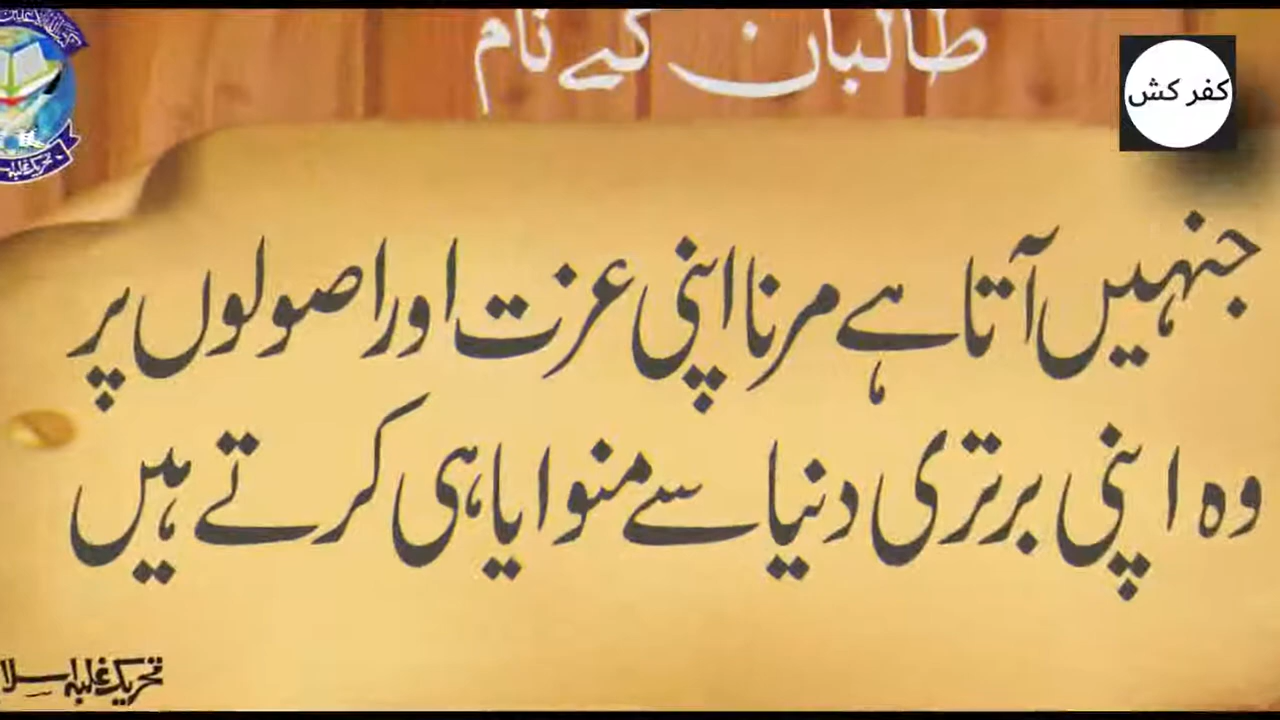 طالبان کے نام
کفر کش
جنہیں آتا ہے مرنا اپنی عزت اور اصولوں پر
وہ اپنی برتری دنیا سے منوایا ہی کرتے ہیں
تحریک غلبہ اسلا